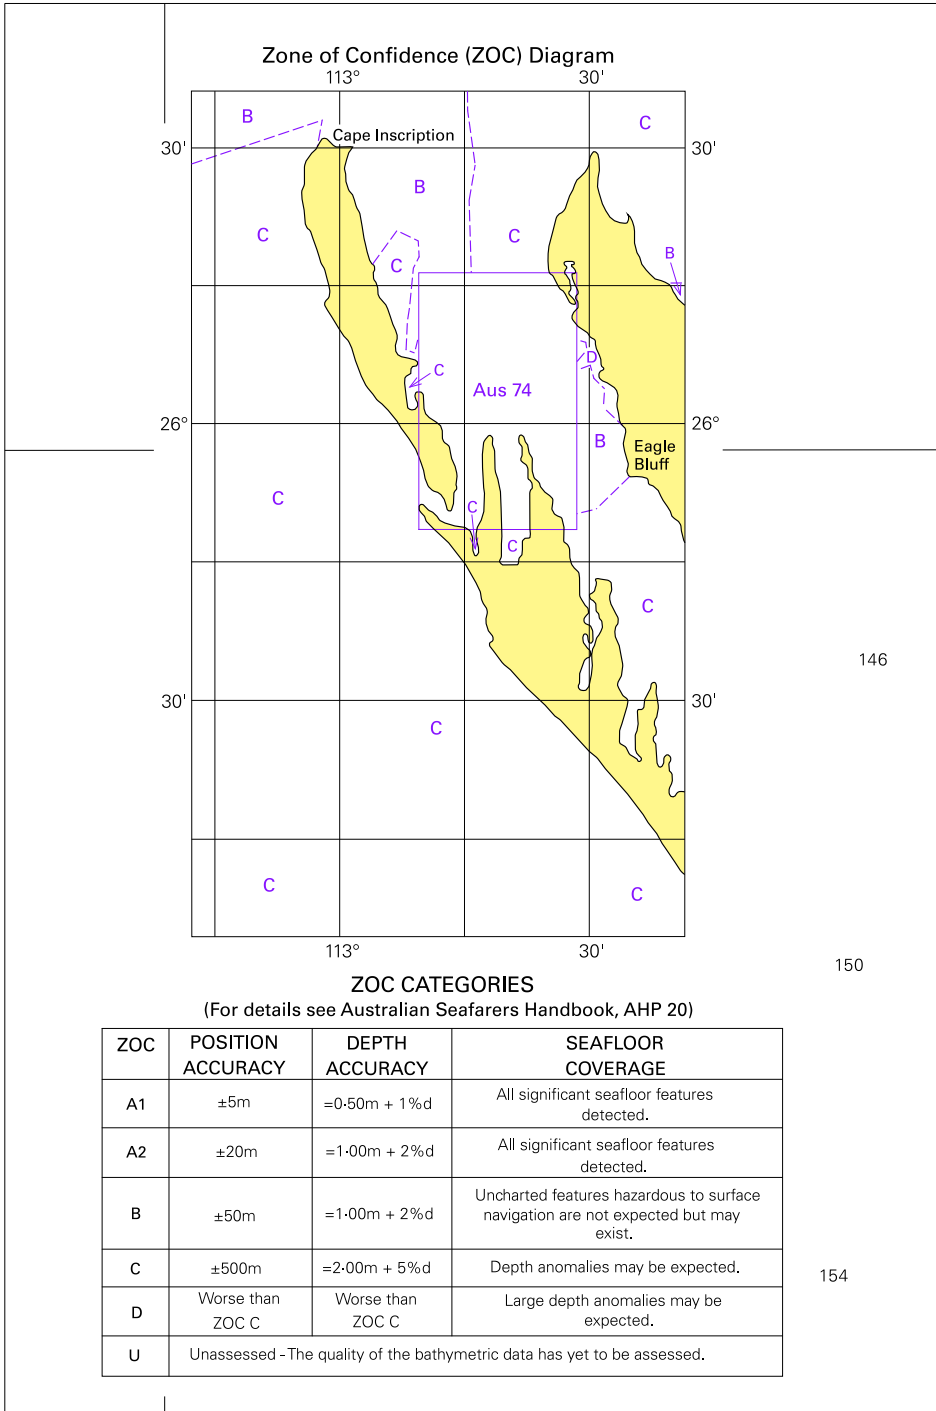 Zone of Confidence (ZOC) Diagram
113° 30'
B
C
Cape Inscription
30' 30'
B
C C
B
C
D
C
Aus 74
26° 26°
B
Eagle
Bluff
C
C
C
C
146
30' 30'
C
C
C
113° 30'
150
ZOC CATEGORIES
(For details see Australian Seafarers Handbook, AHP 20)
ZOC POSITION ACCURACY DEPTH ACCURACY SEAFLOOR COVERAGE
A1 ±5m =0·50m + 1%d All significant seafloor features
detected.
A2 ±20m =1·00m + 2%d All significant seafloor features
detected.
B ±50m =1·00m + 2%d Uncharted features hazardous to surface
navigation are not expected but may
exist.
C ±500m =2·00m + 5%d Depth anomalies may be expected.
154
D Worse than ZOC C Worse than ZOC C Large depth anomalies may be
expected.
U Unassessed - The quality of the bathymetric data has yet to be assessed.